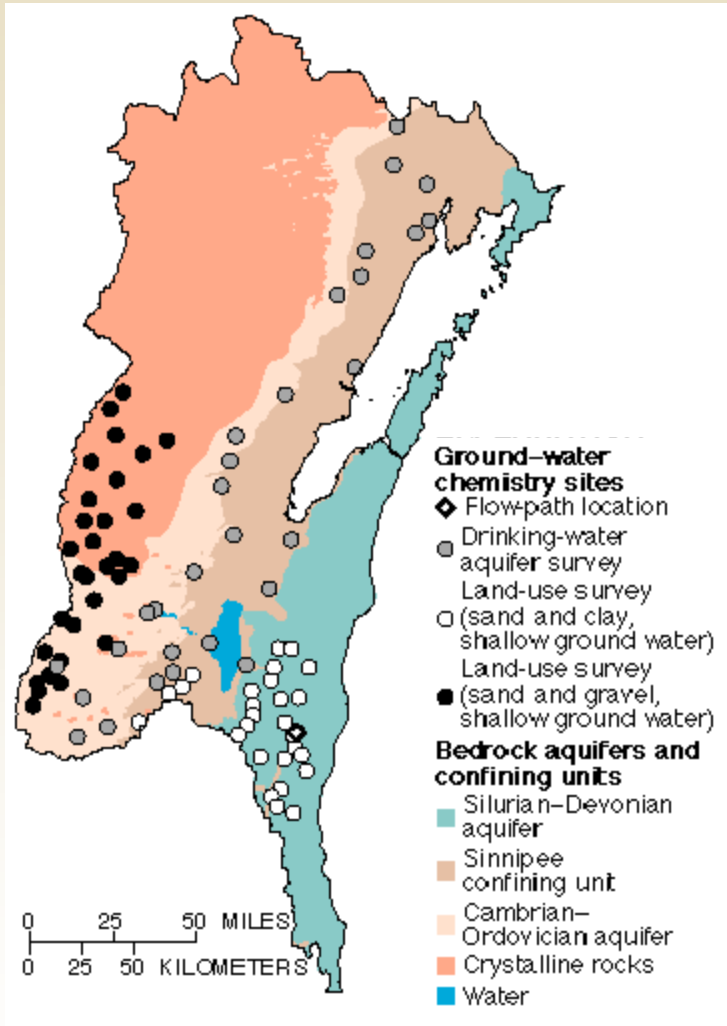 Ground–water
chemistry sites
Flow–path location
Drinking–water
aquifer survey
Land–use survey
(sand and clay,
shallow ground water)
Land–use survey
(sand and gravel,
shallow ground water)
Bedrock aquifers and
confining units
Silurian–Devonian
aquifer
Sinnipee
confining unit
Cambrian–
Ordovician aquifer
Crystalline rocks
Water
0 25 50 MILES
0 25 50 KILOMETERS